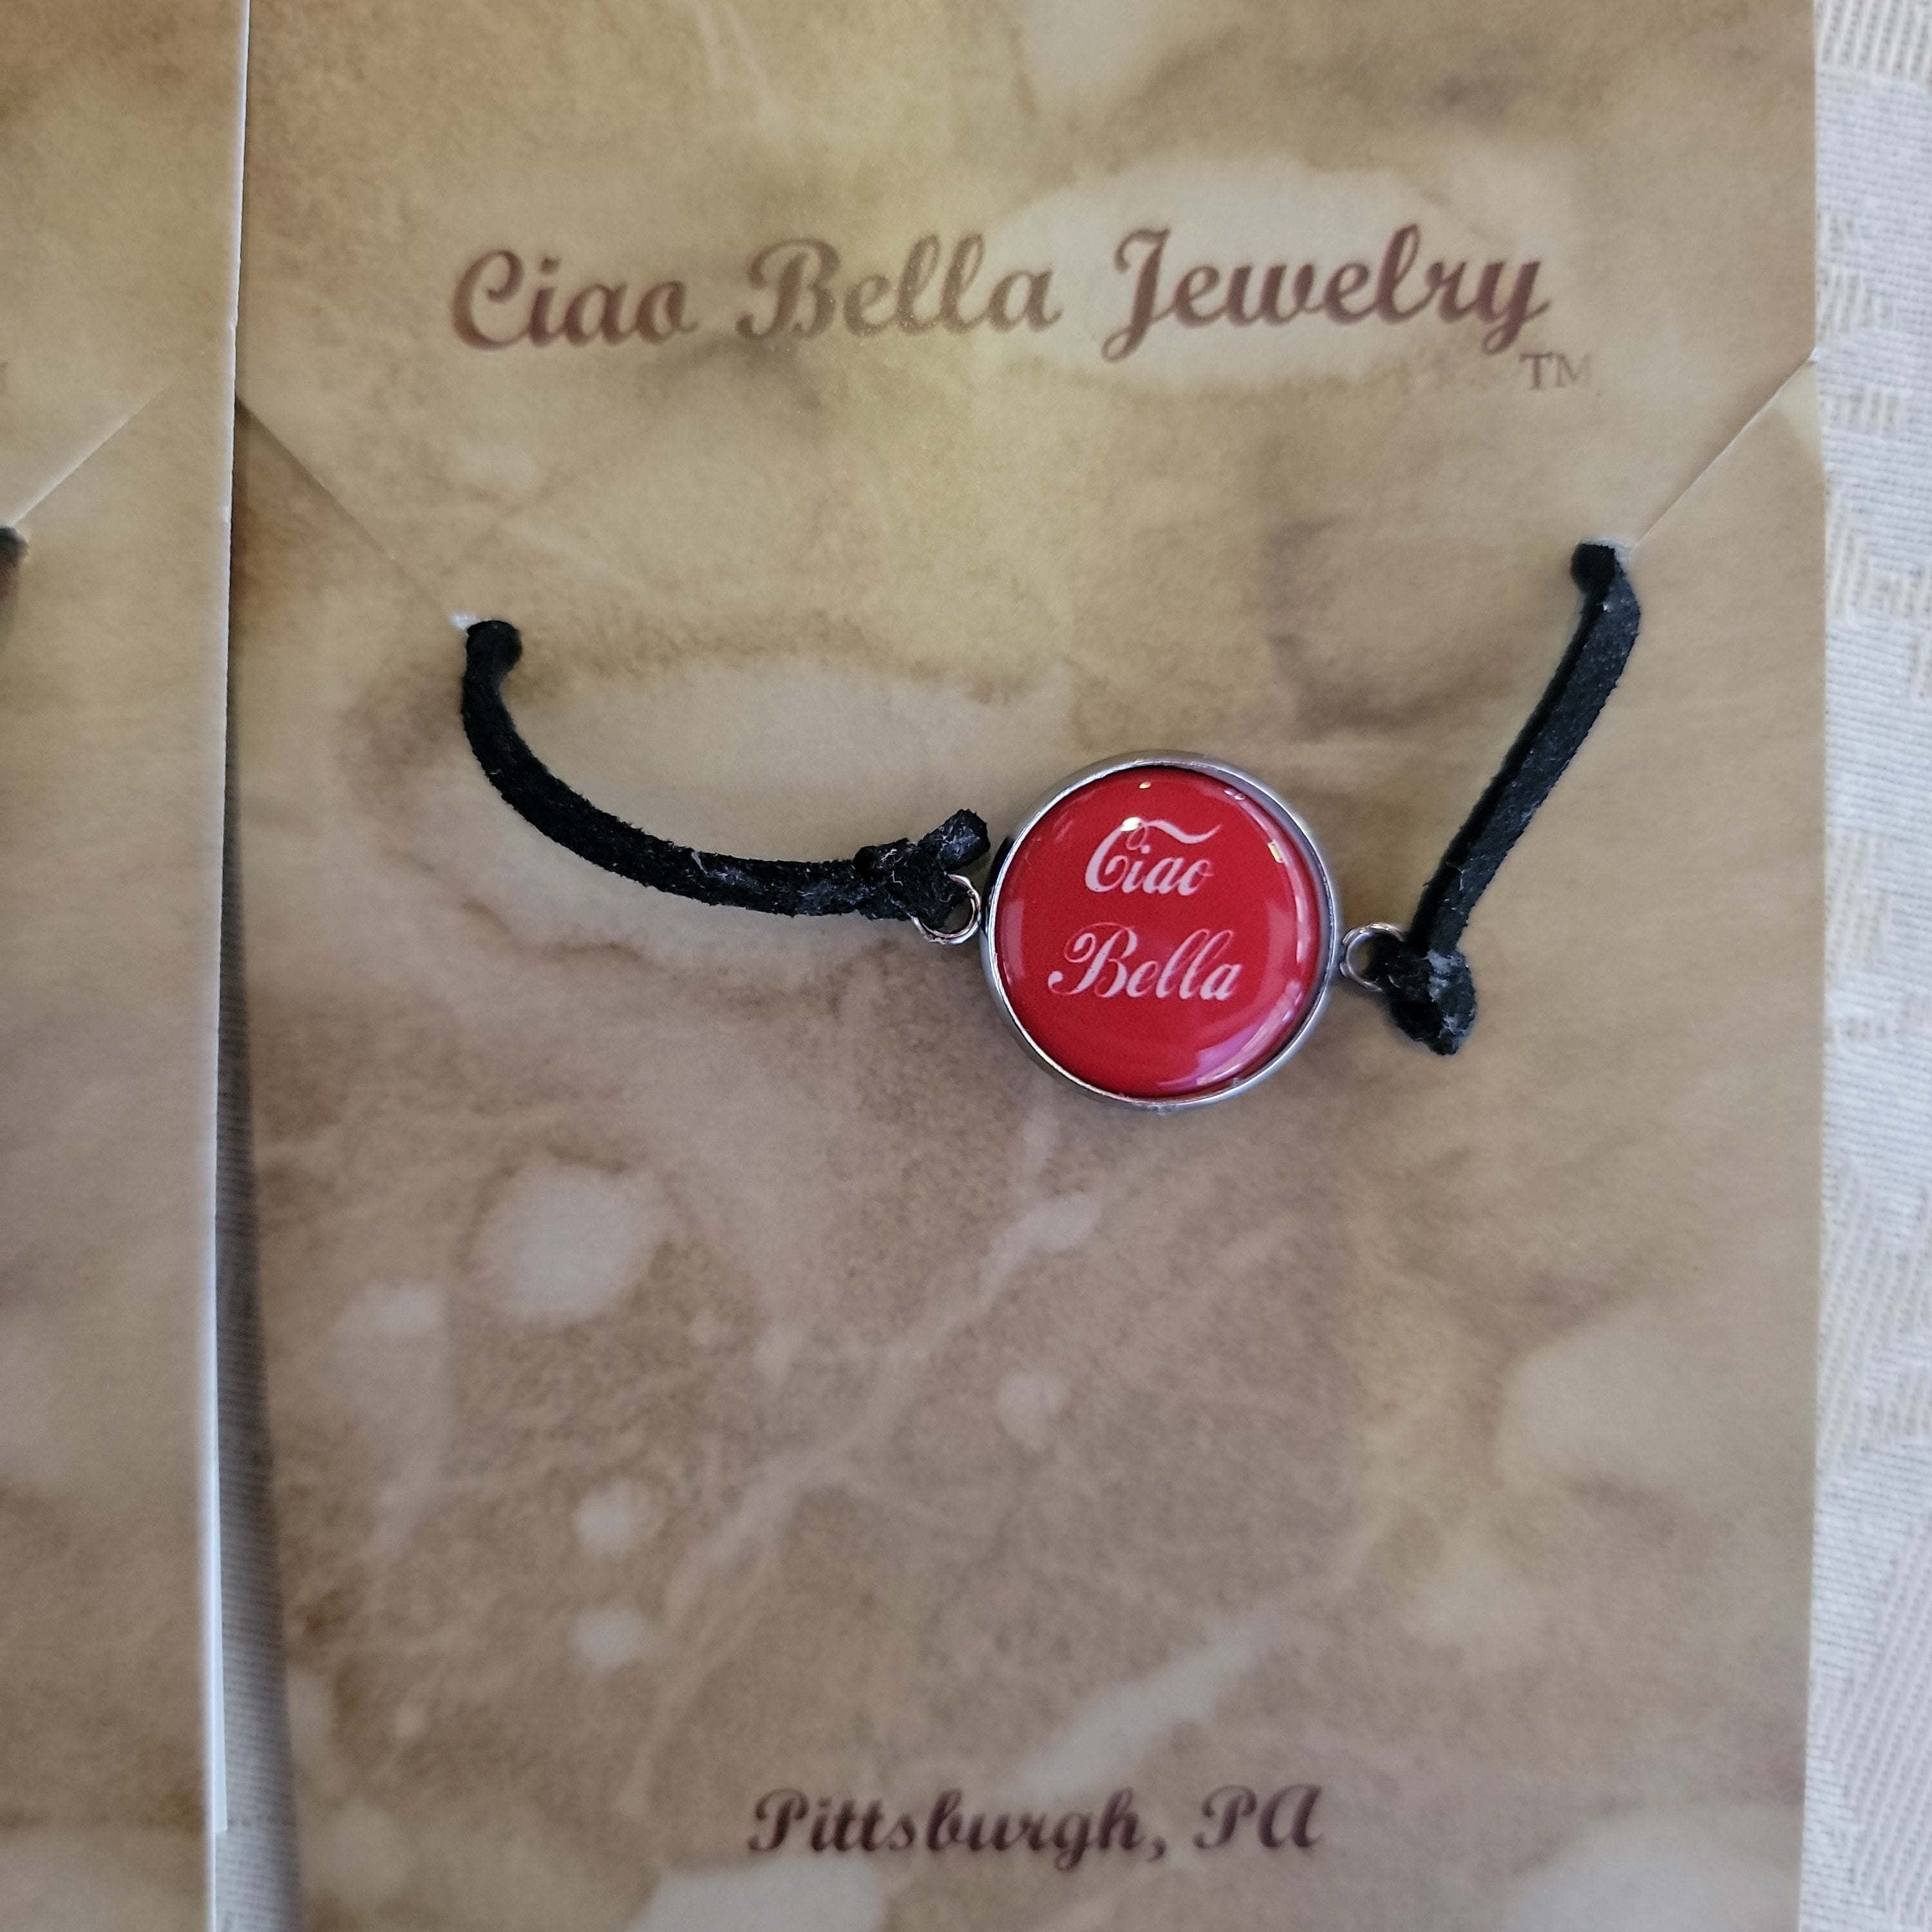 Ciao Bella Jewelry
TM
Ciao
Bella
Pittsburgh, PA